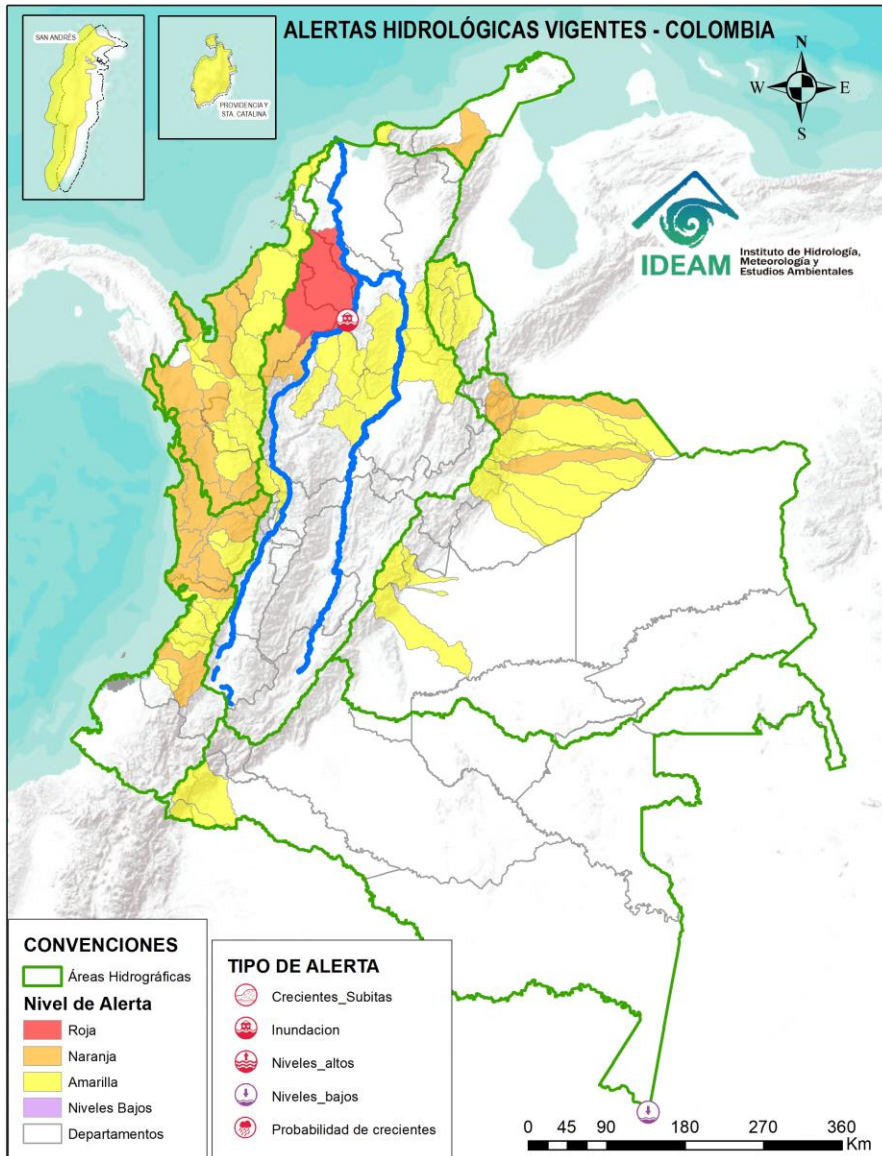 ALERTAS HIDROLÓGICAS VIGENTES - COLOMBIA
SAN ANDRÉS
PROVIDENCIA Y
STA. CATALINA
N
W
E
S
IDEAM
Instituto de Hidrología,
Meteorología y
Estudios Ambientales
CONVENCIONES
Áreas Hidrográficas
Nivel de Alerta
Roja
Naranja
Amarilla
Niveles Bajos
Departamentos
TIPO DE ALERTA
Crecientes_Subitas
Inundacion
Niveles_altos
Niveles_bajos
Probabilidad de crecientes
0 45 90 180 270 360
Km